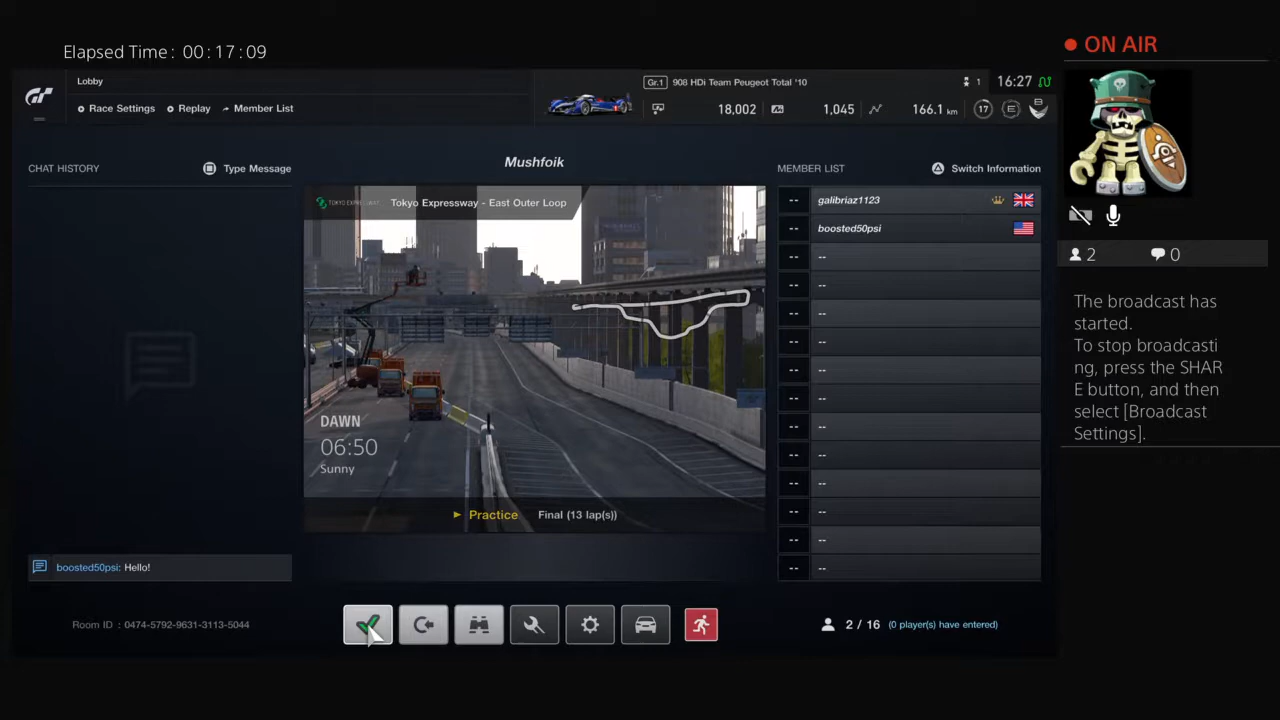 Elapsed Time: 00:17:09
ON AIR
Lobby
Race Settings
Replay
Member List
Gr.1 908 HDi Team Peugeot Total '10
16:27
1
18,002
1,045
166.1 km
17
E
B
CHAT HISTORY
Type Message
Mushfoik
MEMBER LIST
Switch Information
TOKYO EXPRESSWAY
Tokyo Expressway - East Outer Loop
-- galibriaz1123
-- boosted50psi
-- --
-- --
-- --
-- --
-- --
-- --
-- --
-- --
-- --
-- --
-- --
-- --
2
0
The broadcast has
started.
To stop broadcasti
ng, press the SHAR
E button, and then
select [Broadcast
Settings].
DAWN
06:50
Sunny
Practice
Final (13 lap(s))
boosted50psi: Hello!
Room ID : 0474-5792-9631-3113-5044
2 / 16
(0 player(s) have entered)